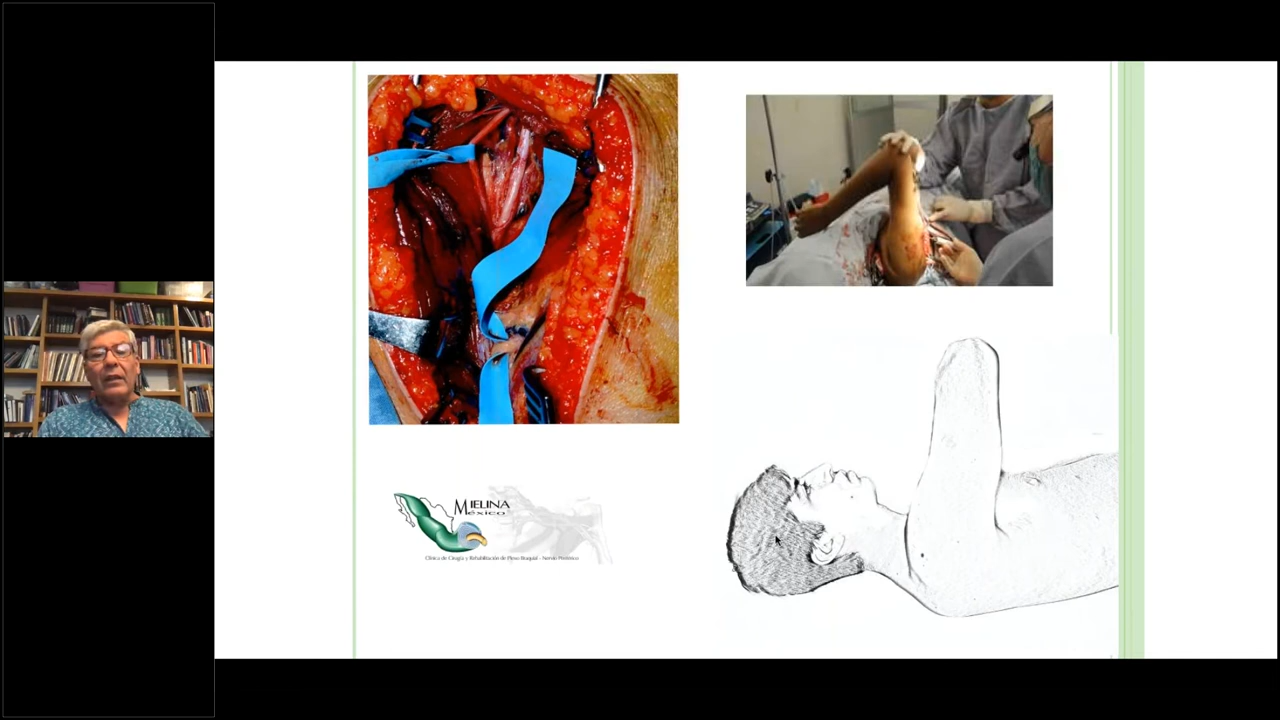 MIELINA
México
Clínica de Cirugía y Rehabilitación de Plexo Braquial - Nervio Periférico